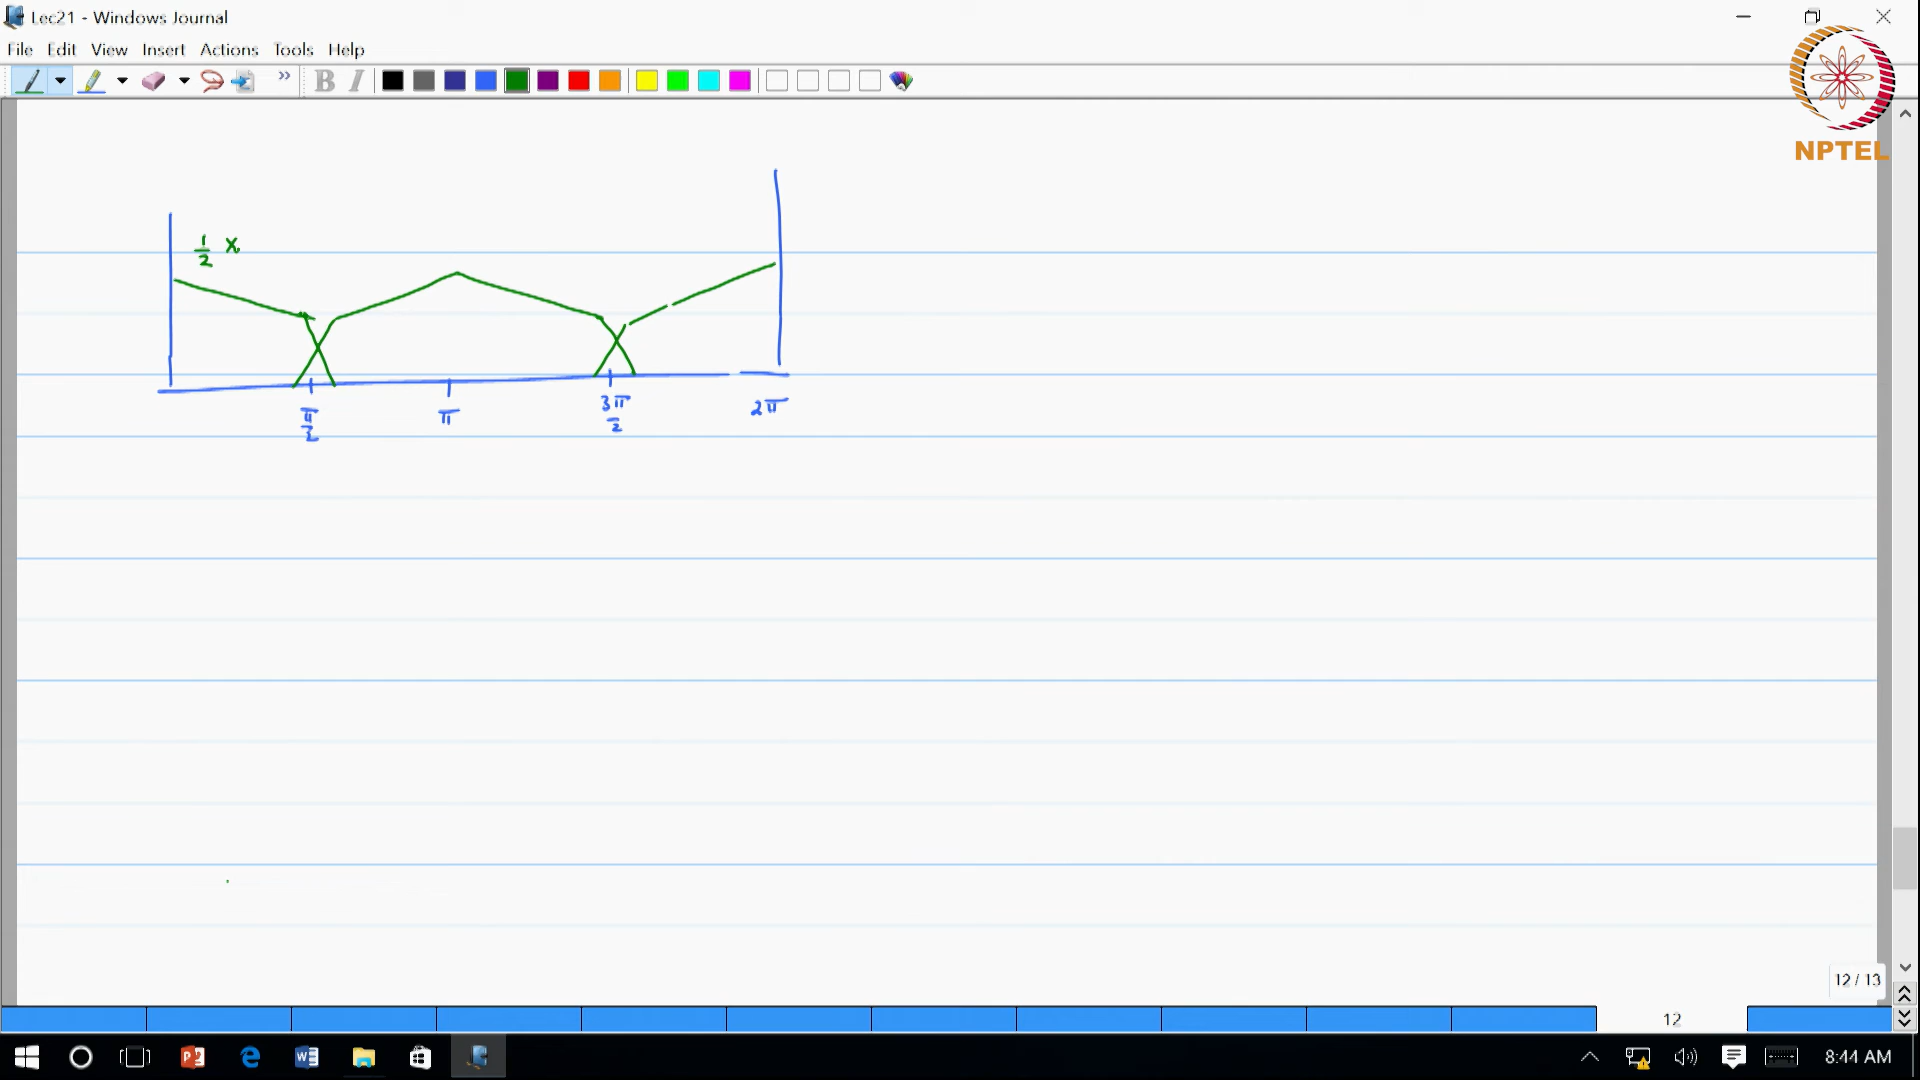 Lec21 - Windows Journal
File Edit View Insert Actions Tools Help
B I
NPTEL
1/2 X
π/2 π 3π/2 2π
12 / 13
12
8:44 AM